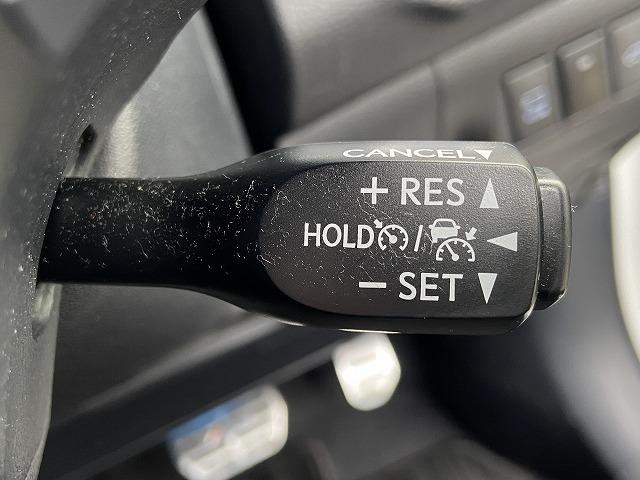 CANCEL▼
+ RES ▲
HOLD / ◀
− SET ▼